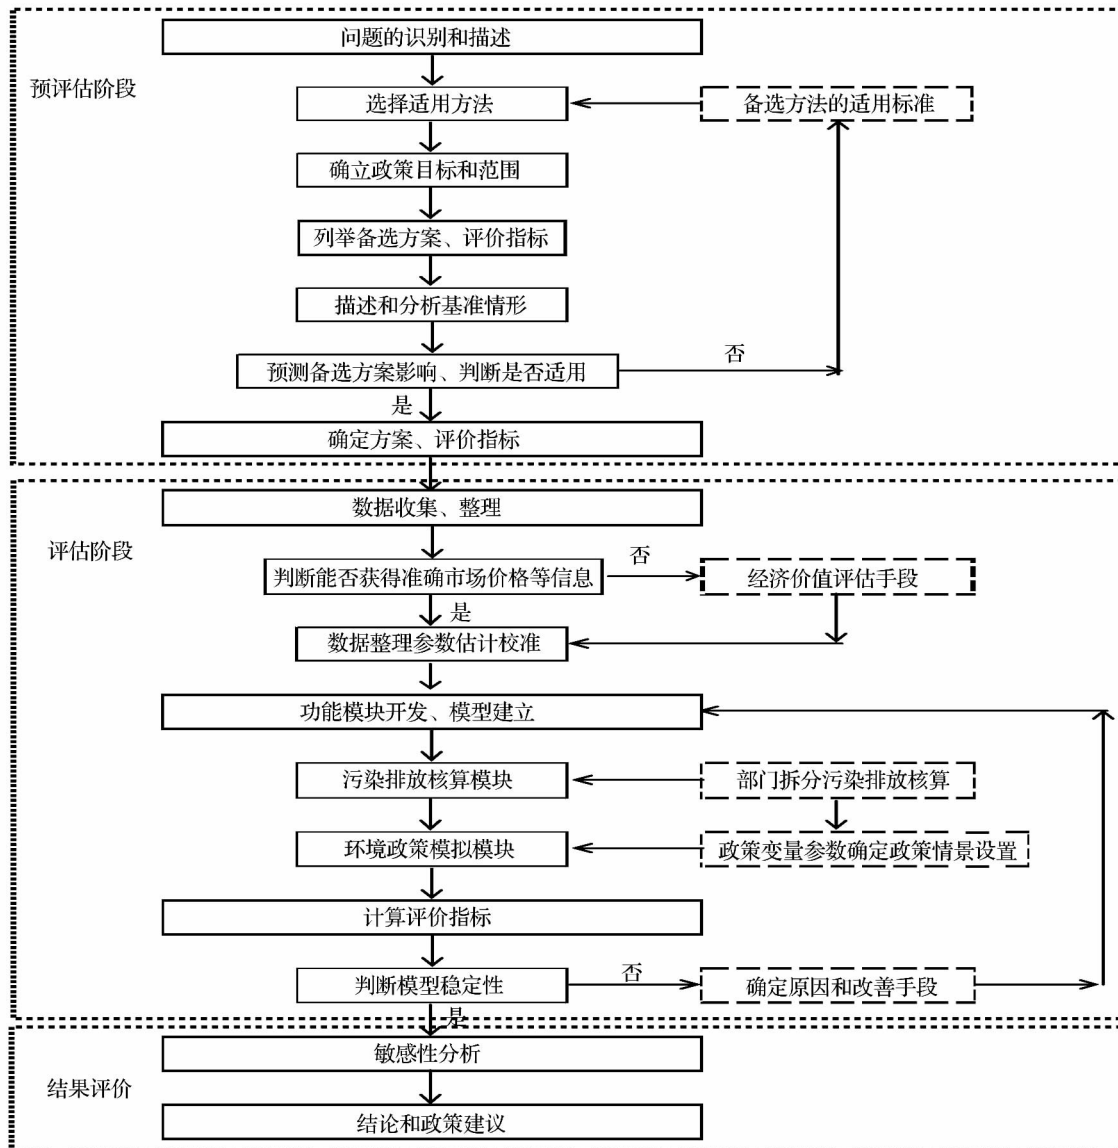 问题的识别和描述
预评估阶段
选择适用方法
备选方法的适用标准
确立政策目标和范围
列举备选方案、评价指标
描述和分析基准情形
否
预测备选方案影响、判断是否适用
是
确定方案、评价指标
数据收集、整理
评估阶段
否
判断能否获得准确市场价格等信息
经济价值评估手段
是
数据整理参数估计校准
功能模块开发、模型建立
污染排放核算模块
部门拆分污染排放核算
环境政策模拟模块
政策变量参数确定政策情景设置
计算评价指标
否
判断模型稳定性
确定原因和改善手段
是
敏感性分析
结果评价
结论和政策建议